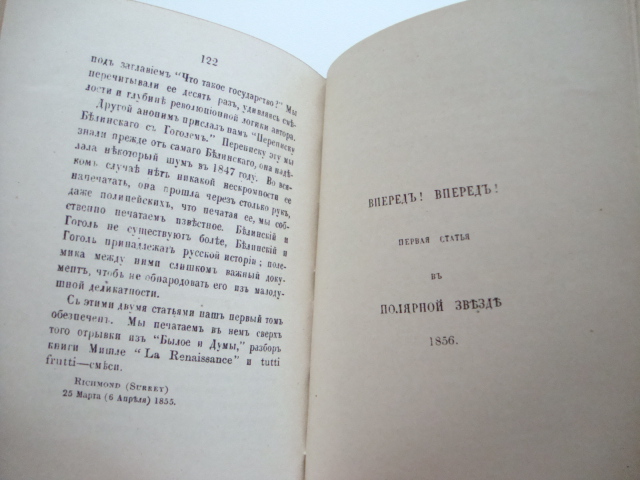 122
подъ заглавіемъ "Что такое государство?" Мы
перечитывали ее десять разъ, удивляясь смѣ-
лости и глубинѣ революціонной логики автора.
Другой анонимъ прислалъ намъ "Переписку
Бѣлинскаго съ Гоголемъ." Переписку эту мы
знали прежде отъ самаго Бѣлинскаго, она надѣ-
лала нѣкоторый шумъ въ 1847 году. Во вся-
комъ случаѣ нѣтъ никакой нескромности ее
напечатать, она прошла черезъ столько рукъ,
даже полицейскихъ, что печатая ее, мы соб-
ственно печатаемъ извѣстное. Бѣлинскій и
Гоголь не существуютъ болѣе, Бѣлинскій и
Гоголь принадлежатъ русской исторіи; поле-
мика между ними слишкомъ важный доку-
ментъ, чтобъ не обнародовать его изъ малоду-
шной деликатности.
Съ этими двумя статьями нашъ первый томъ
обезпеченъ. Мы печатаемъ въ немъ сверхъ
того отрывки изъ "Былое и Думы," разборъ
книги Мишле "La Renaissance" и tutti
frutti—смѣси.
Richmond (Surrey)
25 Марта (6 Апрѣля) 1855.
ВПЕРЕДЪ! ВПЕРЕДЪ!
ПЕРВАЯ СТАТЬЯ
ВЪ
ПОЛЯРНОЙ ЗВѢЗДѢ
1856.